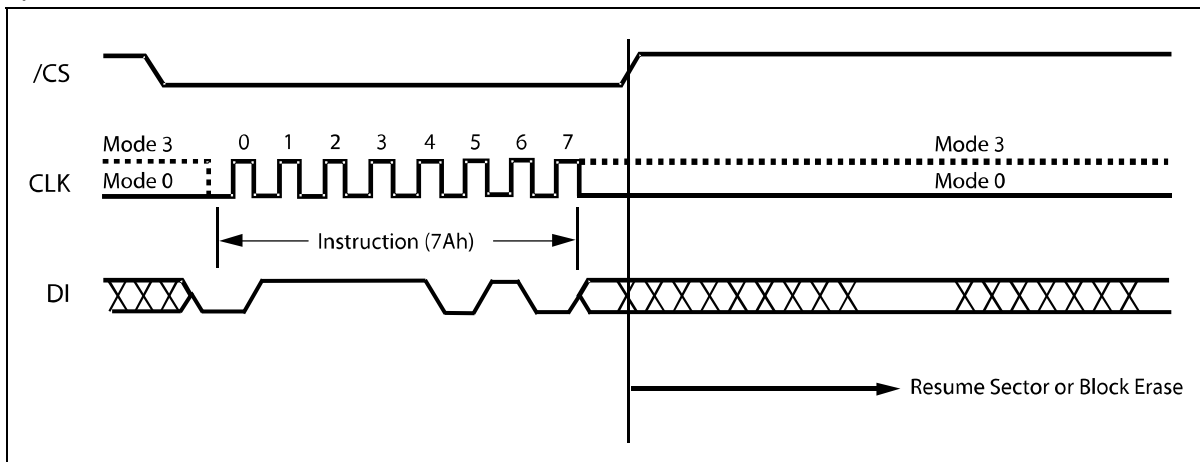 /CS
Mode 3
0 1 2 3 4 5 6 7
Mode 3
CLK
Mode 0
Mode 0
Instruction (7Ah)
DI
Resume Sector or Block Erase